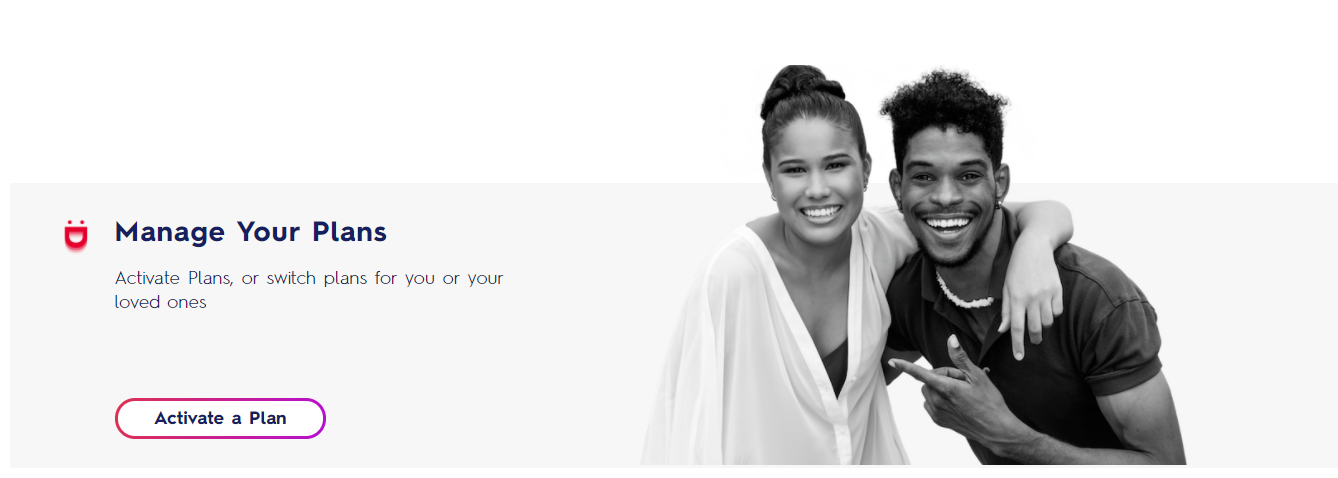 Manage Your Plans
Activate Plans, or switch plans for you or your
loved ones
Activate a Plan